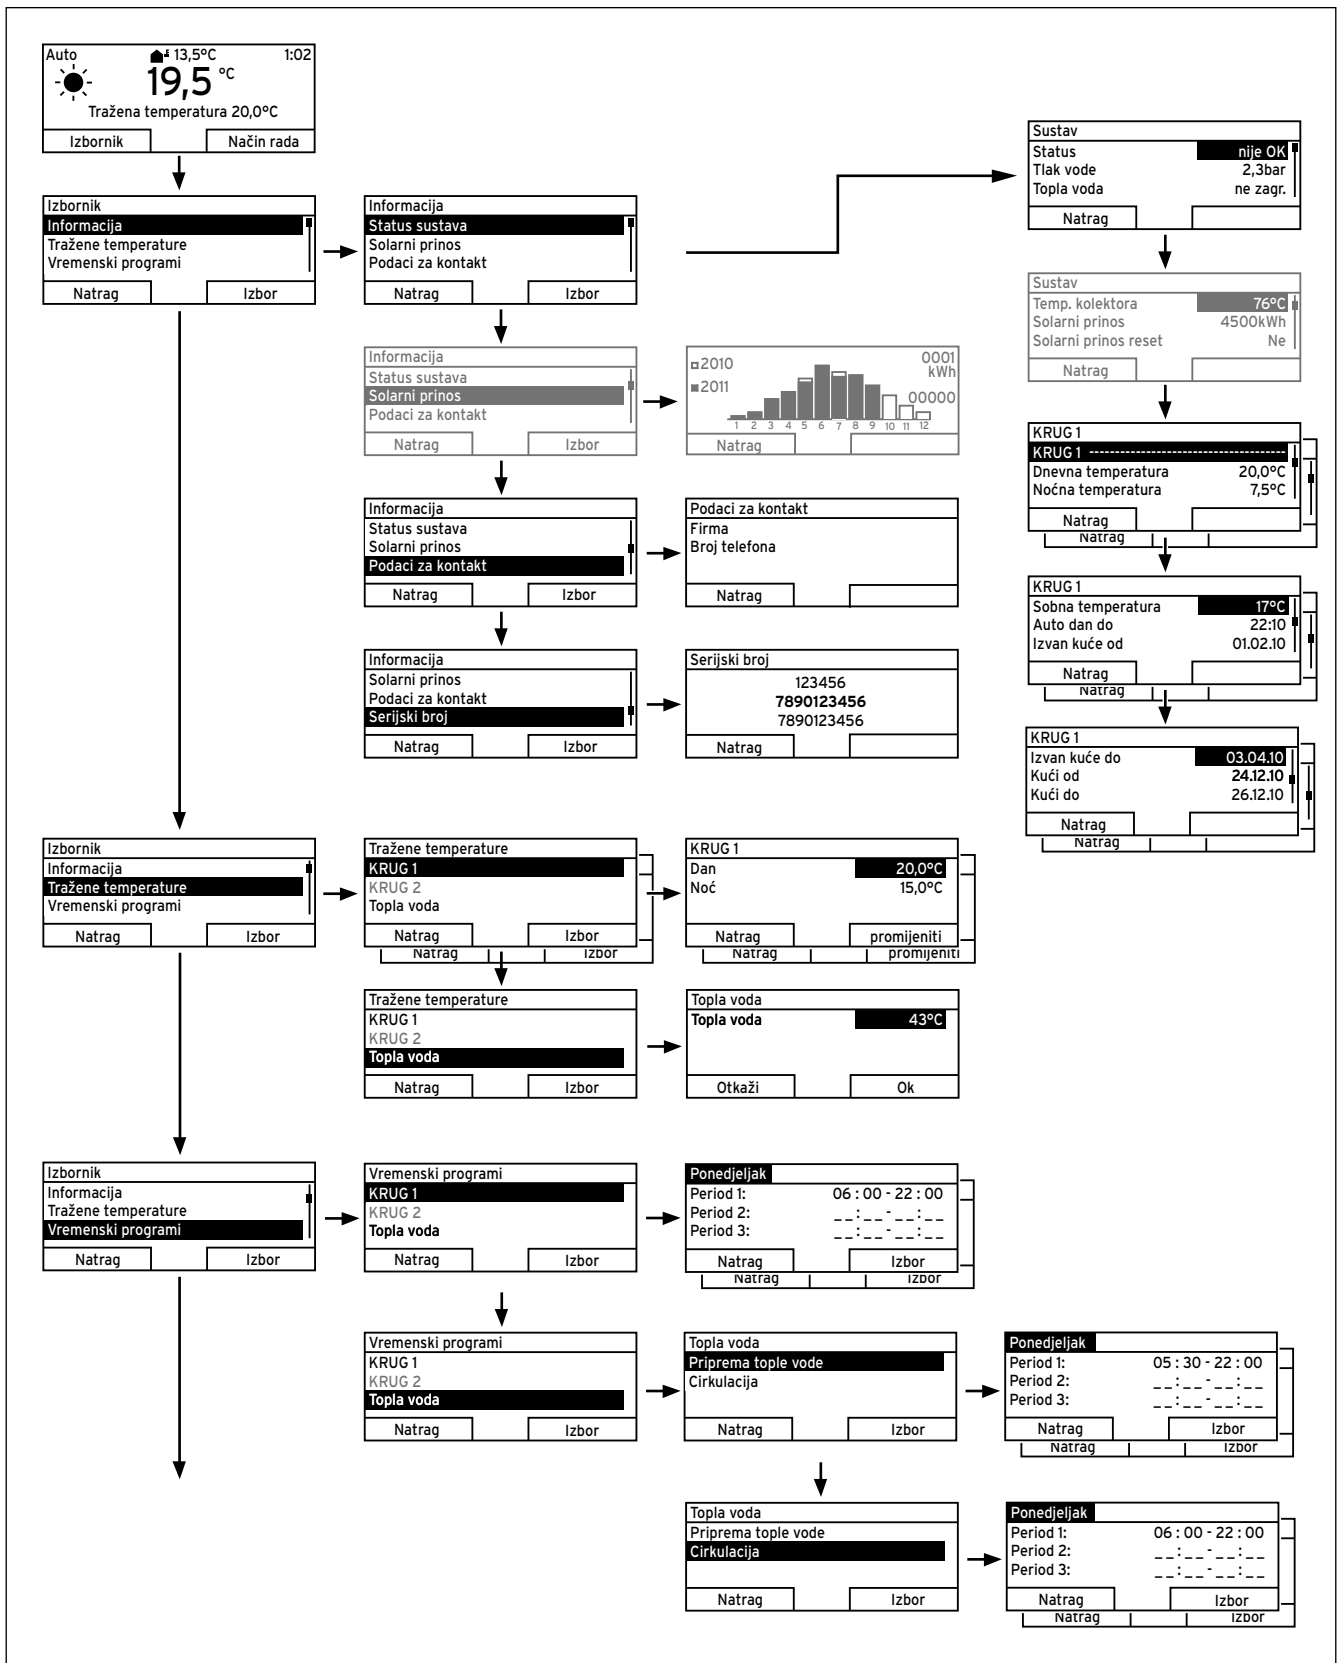 Auto 13,5°C 1:02
19,5 °C
Tražena temperatura 20,0°C
Izbornik Način rada
Izbornik
Informacija
Tražene temperature
Vremenski programi
Natrag Izbor
Informacija
Status sustava
Solarni prinos
Podaci za kontakt
Natrag Izbor
Sustav
Status nije OK
Tlak vode 2,3bar
Topla voda ne zagr.
Natrag
Sustav
Temp. kolektora 76°C
Solarni prinos 4500kWh
Solarni prinos reset Ne
Natrag
Informacija
Status sustava
Solarni prinos
Podaci za kontakt
Natrag Izbor
2010 0001
kWh
2011
00000
1 2 3 4 5 6 7 8 9 10 11 12
Natrag
KRUG 1
KRUG 1 --------------------------------------
Dnevna temperatura 20,0°C
Noćna temperatura 7,5°C
Natrag
Natrag
Informacija
Status sustava
Solarni prinos
Podaci za kontakt
Natrag Izbor
Podaci za kontakt
Firma
Broj telefona
Natrag
KRUG 1
Sobna temperatura 17°C
Auto dan do 22:10
Izvan kuće od 01.02.10
Natrag
Natrag
Informacija
Solarni prinos
Podaci za kontakt
Serijski broj
Natrag Izbor
Serijski broj
123456
7890123456
7890123456
Natrag
KRUG 1
Izvan kuće do 03.04.10
Kući od 24.12.10
Kući do 26.12.10
Natrag
Natrag
Izbornik
Informacija
Tražene temperature
Vremenski programi
Natrag Izbor
Tražene temperature
KRUG 1
KRUG 2
Topla voda
Natrag Izbor
Natrag Izbor
KRUG 1
Dan 20,0°C
Noć 15,0°C
Natrag promijeniti
Natrag promijeniti
Tražene temperature
KRUG 1
KRUG 2
Topla voda
Natrag Izbor
Topla voda
Topla voda 43°C
Otkaži Ok
Izbornik
Informacija
Tražene temperature
Vremenski programi
Natrag Izbor
Vremenski programi
KRUG 1
KRUG 2
Topla voda
Natrag Izbor
Ponedjeljak
Period 1: 06 : 00 - 22 : 00
Period 2: _ _ : _ _ - _ _ : _ _
Period 3: _ _ : _ _ - _ _ : _ _
Natrag Izbor
Natrag Izbor
Vremenski programi
KRUG 1
KRUG 2
Topla voda
Natrag Izbor
Topla voda
Priprema tople vode
Cirkulacija
Natrag Izbor
Ponedjeljak
Period 1: 05 : 30 - 22 : 00
Period 2: _ _ : _ _ - _ _ : _ _
Period 3: _ _ : _ _ - _ _ : _ _
Natrag Izbor
Natrag Izbor
Topla voda
Priprema tople vode
Cirkulacija
Natrag Izbor
Ponedjeljak
Period 1: 06 : 00 - 22 : 00
Period 2: _ _ : _ _ - _ _ : _ _
Period 3: _ _ : _ _ - _ _ : _ _
Natrag Izbor
Natrag Izbor